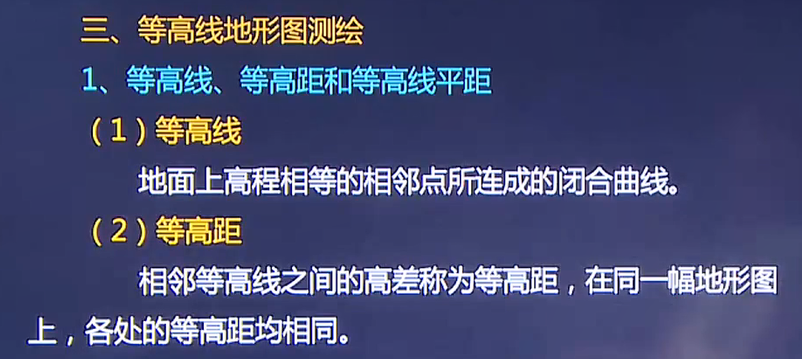 三、等高线地形图测绘
1、等高线、等高距和等高线平距
（1）等高线
地面上高程相等的相邻点所连成的闭合曲线。
（2）等高距
相邻等高线之间的高差称为等高距，在同一幅地形图
上，各处的等高距均相同。